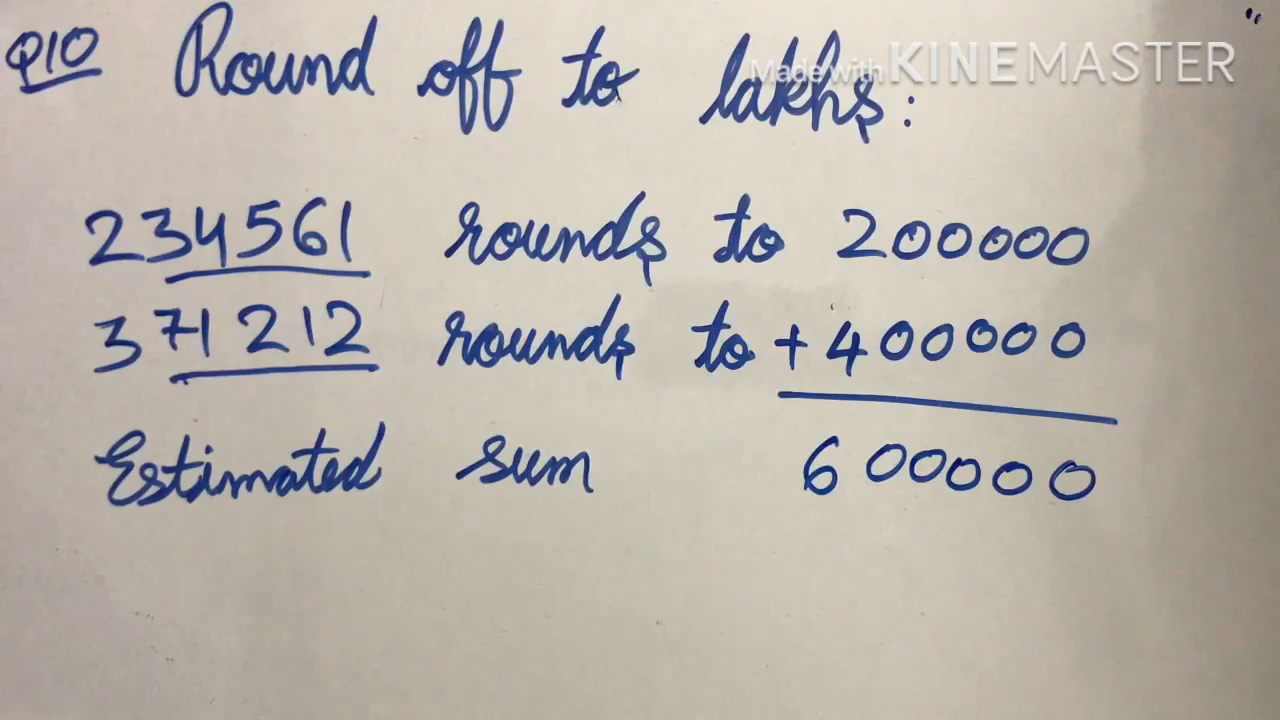 Q10 Round off to lakhs:
Made with KINEMASTER
234561 rounds to 200000
371212 rounds to + 400000
Estimated sum 600000